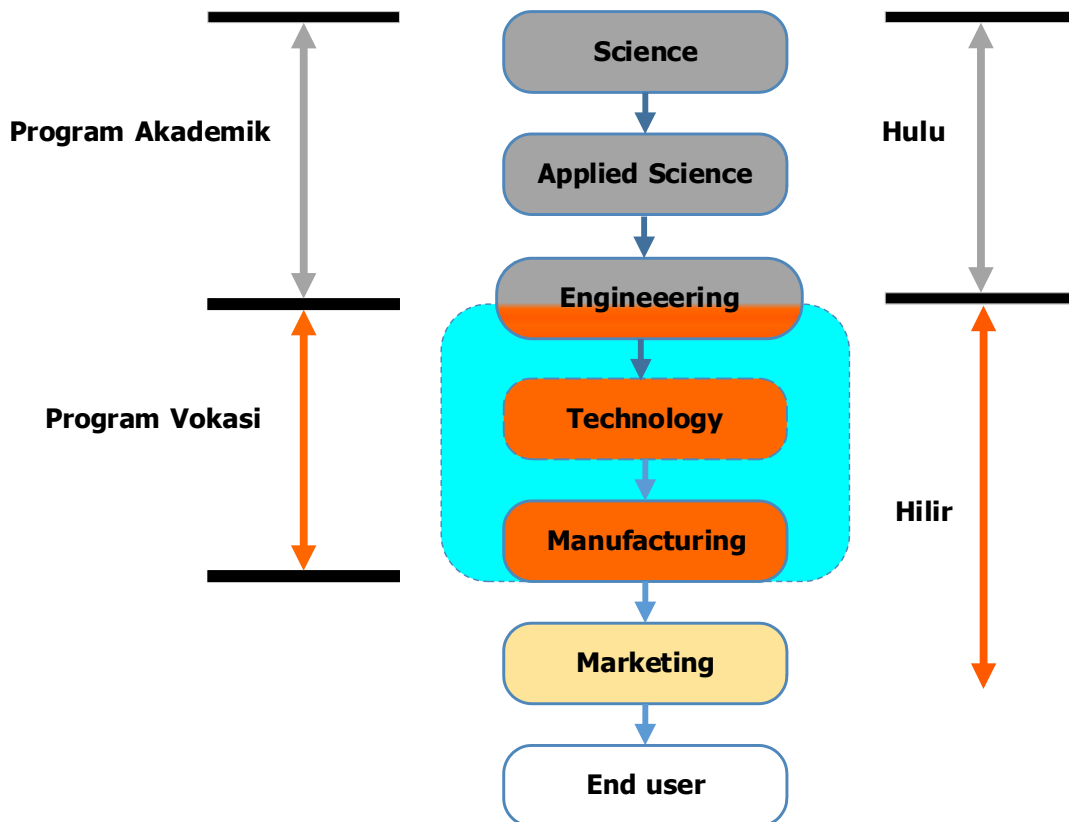 Science
Program Akademik
Hulu
Applied Science
Engineeering
Program Vokasi
Technology
Hilir
Manufacturing
Marketing
End user